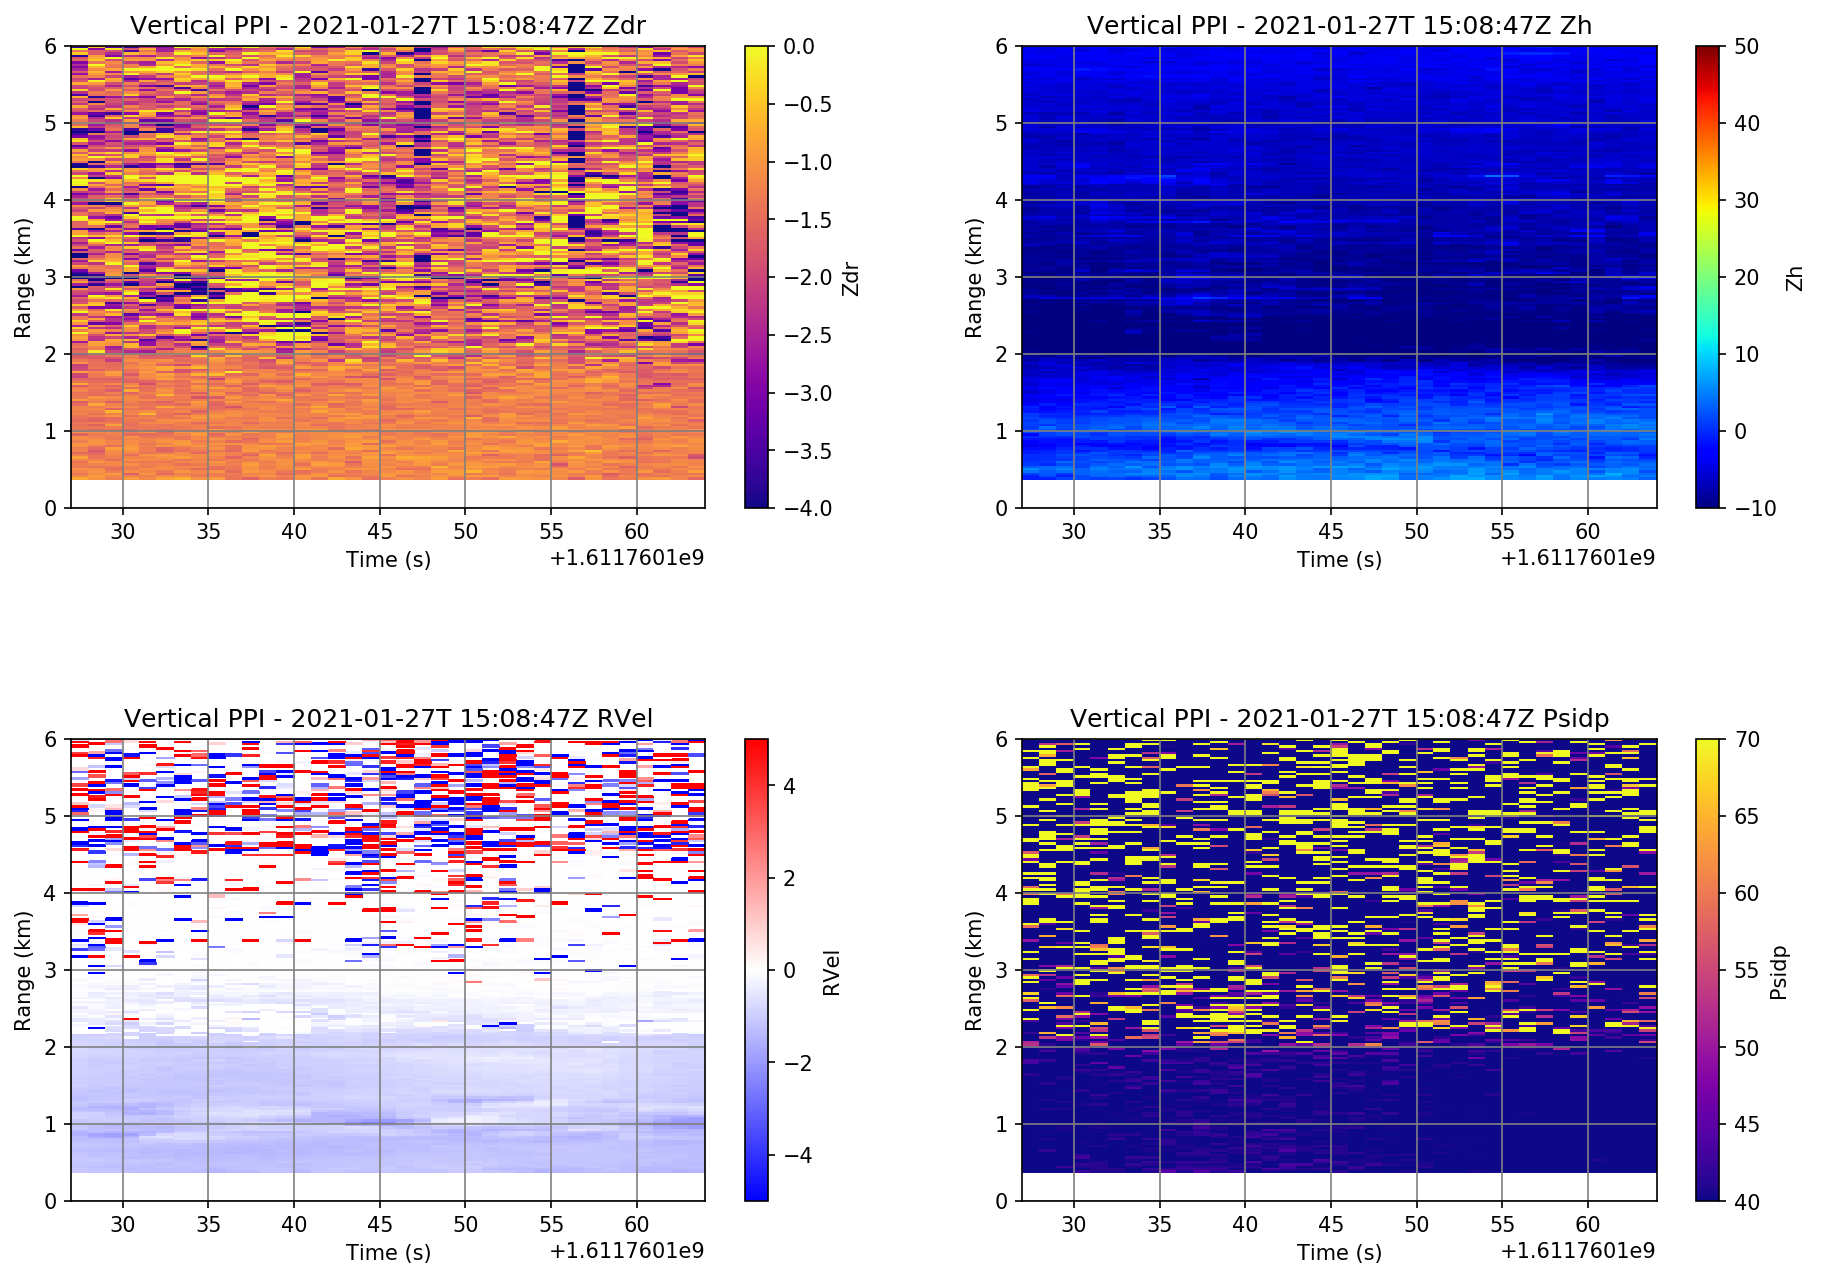 Vertical PPI - 2021-01-27T 15:08:47Z Zdr
6
5
4
3
2
1
0
Range (km)
30 35 40 45 50 55 60
Time (s)
+1.6117601e9
0.0
−0.5
−1.0
−1.5
−2.0
−2.5
−3.0
−3.5
−4.0
Zdr
Vertical PPI - 2021-01-27T 15:08:47Z Zh
6
5
4
3
2
1
0
Range (km)
30 35 40 45 50 55 60
Time (s)
+1.6117601e9
50
40
30
20
10
0
−10
Zh
Vertical PPI - 2021-01-27T 15:08:47Z RVel
6
5
4
3
2
1
0
Range (km)
30 35 40 45 50 55 60
Time (s)
+1.6117601e9
4
2
0
−2
−4
RVel
Vertical PPI - 2021-01-27T 15:08:47Z Psidp
6
5
4
3
2
1
0
Range (km)
30 35 40 45 50 55 60
Time (s)
+1.6117601e9
70
65
60
55
50
45
40
Psidp